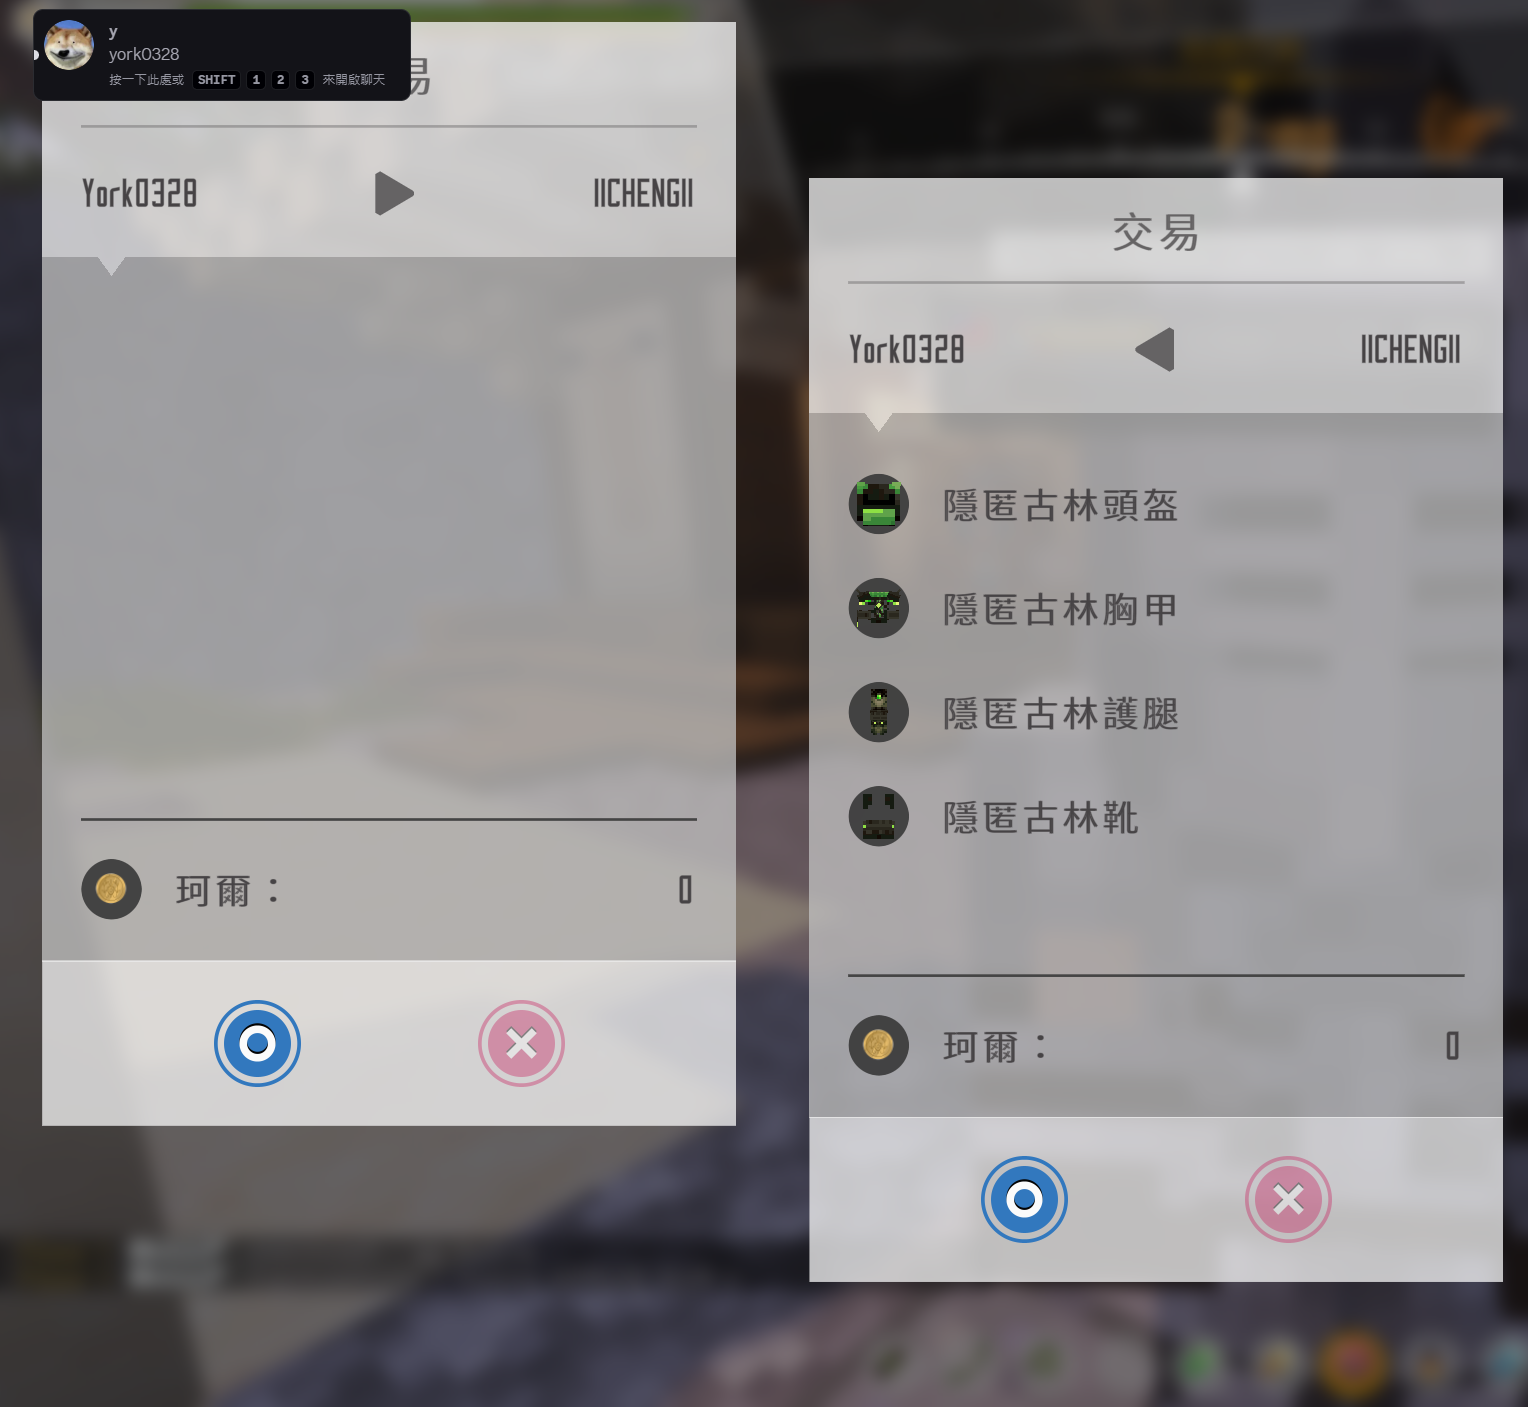 y
york0328
按一下此處或 SHIFT 1 2 3 來開啟聊天
易
York0328 IICHENGII
珂爾： 0
交易
York0328 IICHENGII
隱匿古林頭盔
隱匿古林胸甲
隱匿古林護腿
隱匿古林靴
珂爾： 0